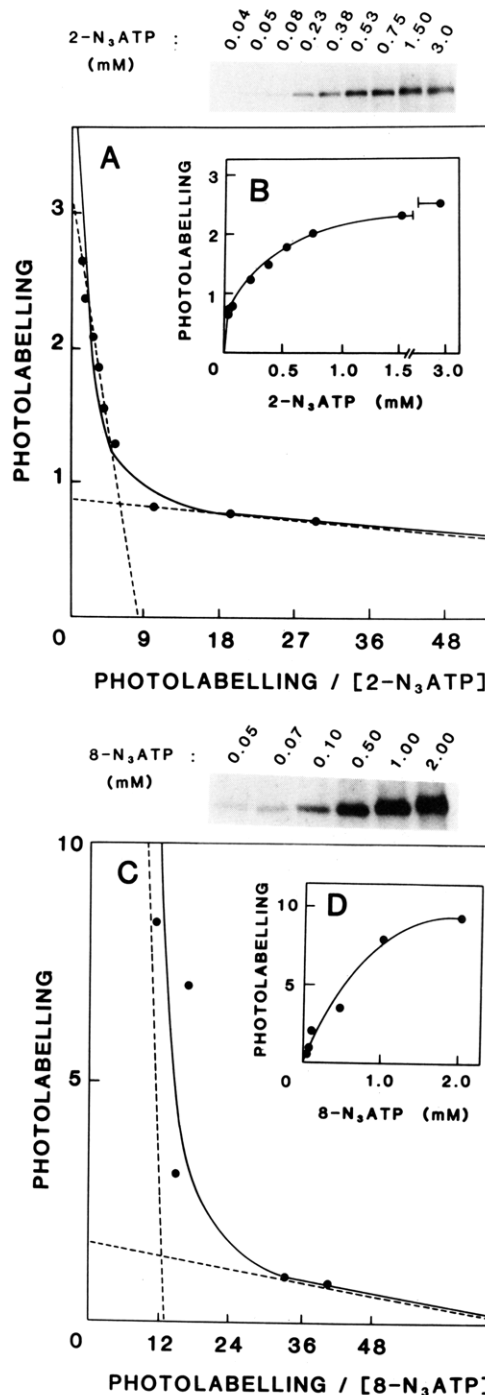 2-N₃ATP : 0.04 0.05 0.08 0.23 0.38 0.53 0.75 1.50 3.0
(mM)
A
B
PHOTOLABELLING
3
2
1
0
9 18 27 36 48
PHOTOLABELLING / [2-N₃ATP]
PHOTOLABELLING
3
2
1
0 0.5 1.0 1.5 3.0
2-N₃ATP (mM)
8-N₃ATP : 0.05 0.07 0.10 0.50 1.00 2.00
(mM)
C
D
PHOTOLABELLING
10
5
0
12 24 36 48
PHOTOLABELLING / [8-N₃ATP]
PHOTOLABELLING
10
5
0 1.0 2.0
8-N₃ATP (mM)